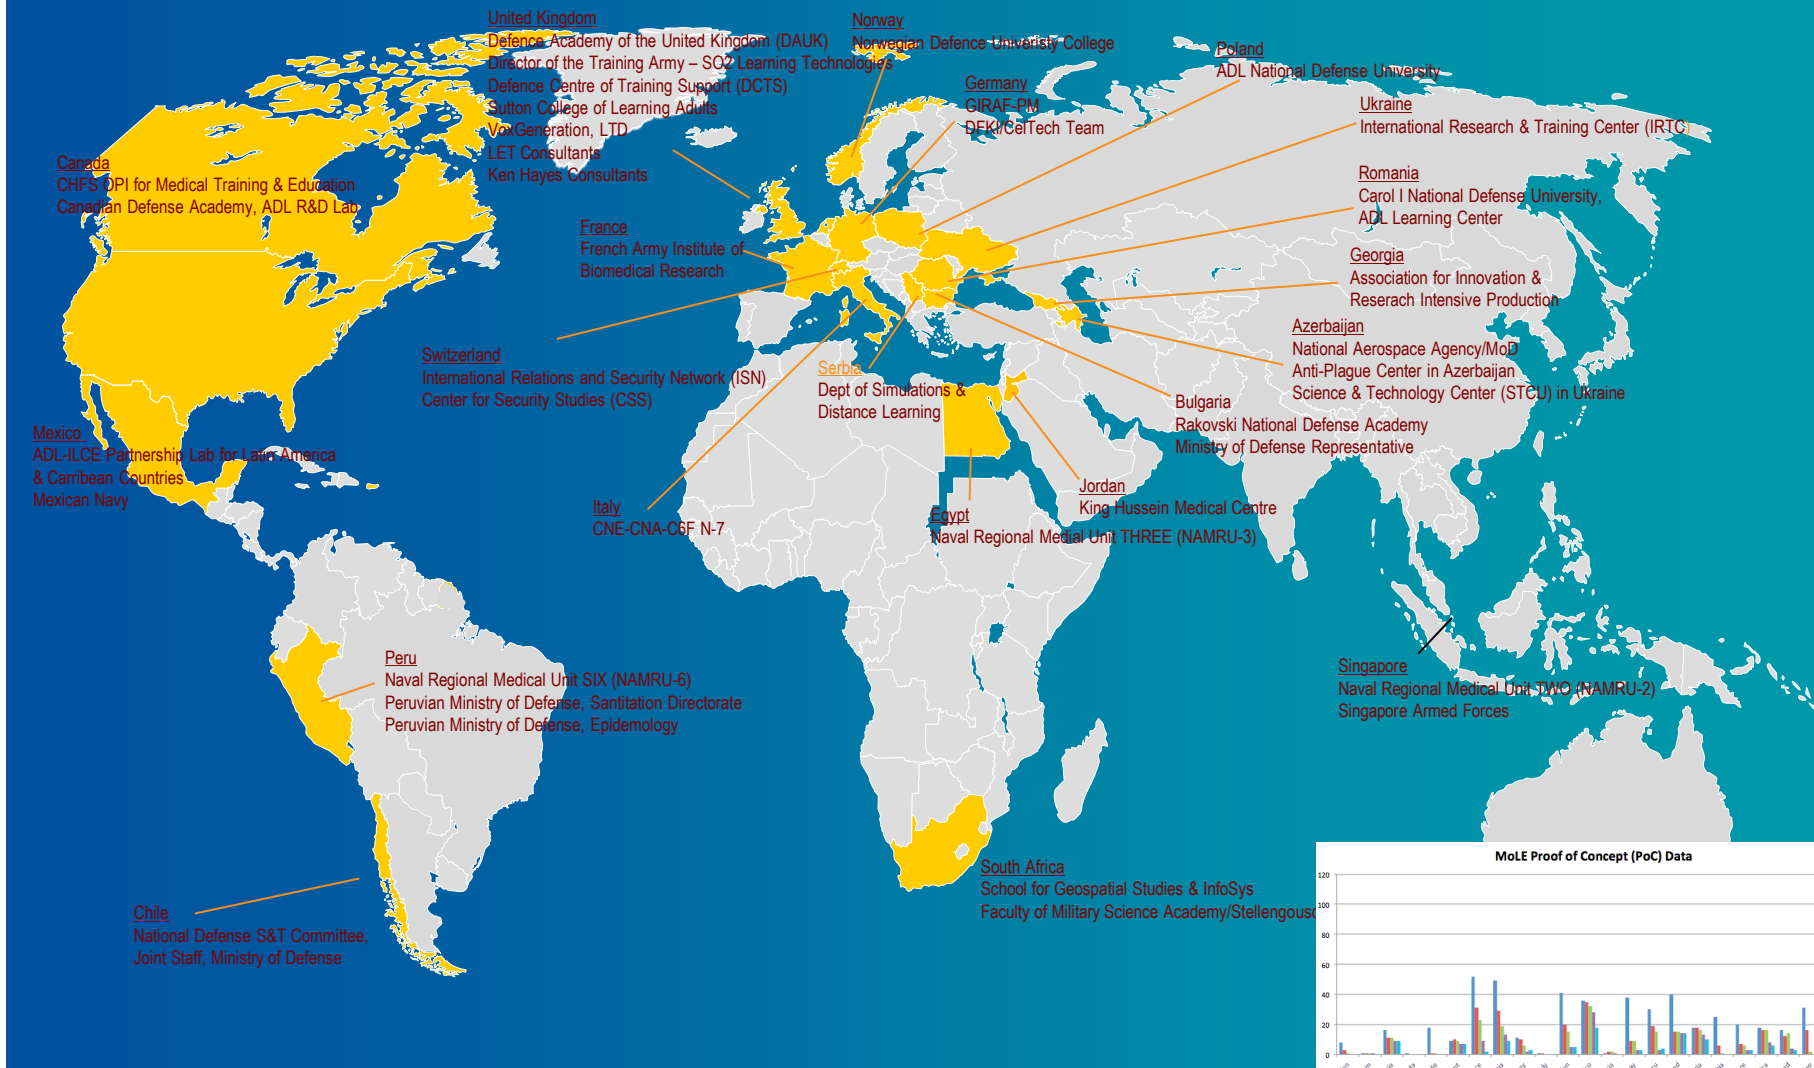 United Kingdom
Defence Academy of the United Kingdom (DAUK)
Director of the Training Army – SO2 Learning Technologies
Defence Centre of Training Support (DCTS)
Sutton College of Learning Adults
VoxGeneration, LTD
LET Consultants
Ken Hayes Consultants
Norway
Norwegian Defence Univeristy College
Poland
ADL National Defense University
Germany
GIRAF-PM
DFKI/CelTech Team
Ukraine
International Research & Training Center (IRTC)
Canada
CHFS OPI for Medical Training & Education
Canadian Defense Academy, ADL R&D Lab
Romania
Carol I National Defense University,
ADL Learning Center
France
French Army Institute of
Biomedical Research
Georgia
Association for Innovation &
Reserach Intensive Production
Azerbaijan
National Aerospace Agency/MoD
Anti-Plague Center in Azerbaijan
Science & Technology Center (STCU) in Ukraine
Switzerland
International Relations and Security Network (ISN)
Center for Security Studies (CSS)
Serbia
Dept of Simulations &
Distance Learning
Bulgaria
Rakovski National Defense Academy
Ministry of Defense Representative
Mexico
ADL-ILCE Partnership Lab for Latin America
& Carribean Countries
Mexican Navy
Italy
CNE-CNA-C6F N-7
Egypt
Naval Regional Medial Unit THREE (NAMRU-3)
Jordan
King Hussein Medical Centre
Peru
Naval Regional Medical Unit SIX (NAMRU-6)
Peruvian Ministry of Defense, Santitation Directorate
Peruvian Ministry of Defense, Epidemology
Singapore
Naval Regional Medical Unit TWO (NAMRU-2)
Singapore Armed Forces
South Africa
School for Geospatial Studies & InfoSys
Faculty of Military Science Academy/Stellengousc
Chile
National Defense S&T Committee,
Joint Staff, Ministry of Defense
MoLE Proof of Concept (PoC) Data
120
100
80
60
40
20
0